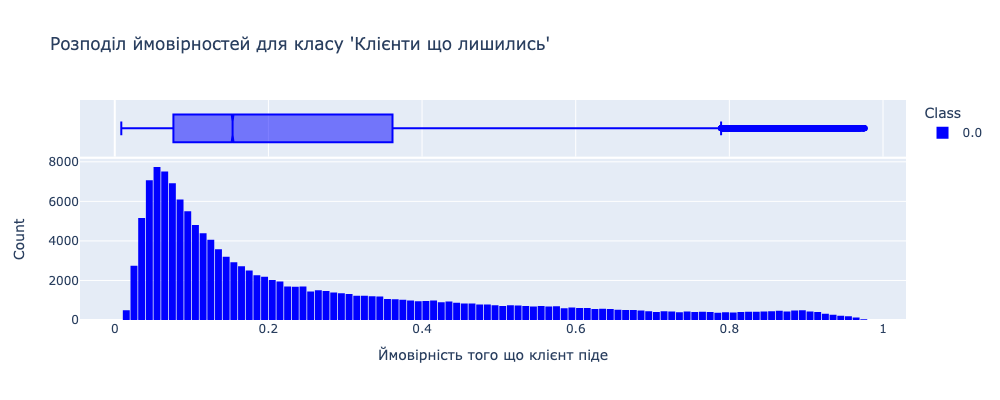 Розподіл ймовірностей для класу 'Клієнти що лишились'
Class
0.0
8000
6000
4000
2000
0
Count
0 0.2 0.4 0.6 0.8 1
Ймовірність того що клієнт піде